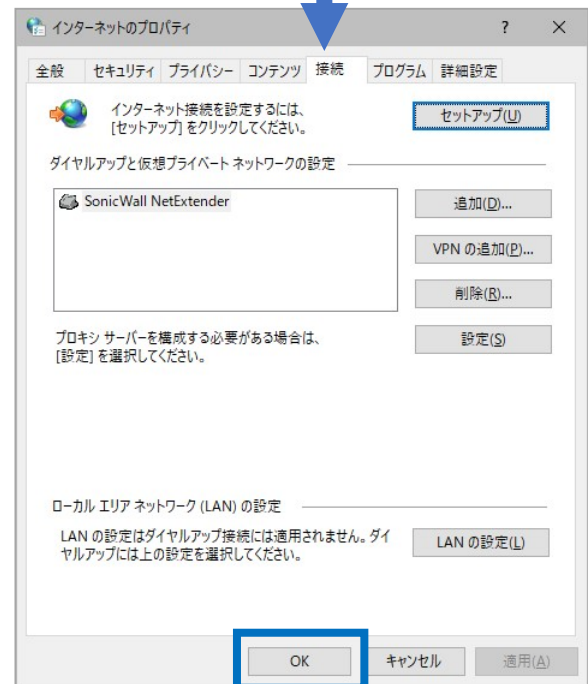 インターネットのプロパティ
?
×
全般 セキュリティ プライバシー コンテンツ 接続 プログラム 詳細設定
インターネット接続を設定するには、
[セットアップ] をクリックしてください。
セットアップ(U)
ダイヤルアップと仮想プライベート ネットワークの設定
SonicWall NetExtender
追加(D)...
VPN の追加(P)...
削除(R)...
プロキシ サーバーを構成する必要がある場合は、
[設定] を選択してください。
設定(S)
ローカル エリア ネットワーク (LAN) の設定
LAN の設定はダイヤルアップ接続には適用されません。ダイ
ヤルアップには上の設定を選択してください。
LAN の設定(L)
OK キャンセル 適用(A)